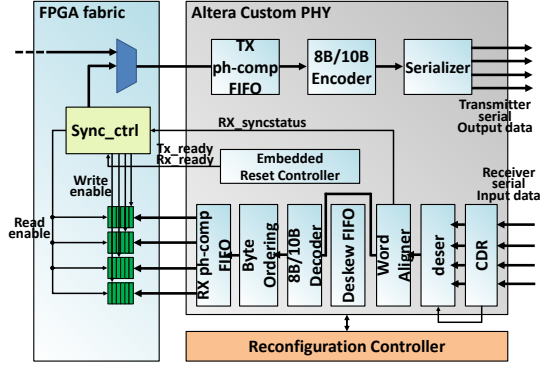 FPGA fabric
Altera Custom PHY
TX
ph-comp
FIFO
8B/10B
Encoder
Serializer
Transmitter
serial
Output data
Sync_ctrl
RX_syncstatus
Tx_ready
Rx_ready
Embedded
Reset Controller
Receiver
serial
Input data
Write
enable
Read
enable
RX ph-comp
FIFO
Byte
Ordering
8B/10B
Decoder
Deskew FIFO
Word
Aligner
deser
CDR
Reconfiguration Controller